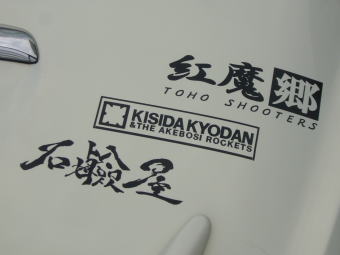 紅魔郷
TOHO SHOOTERS
KISIDA KYODAN
& THE AKEBOSI ROCKETS
石鹸屋